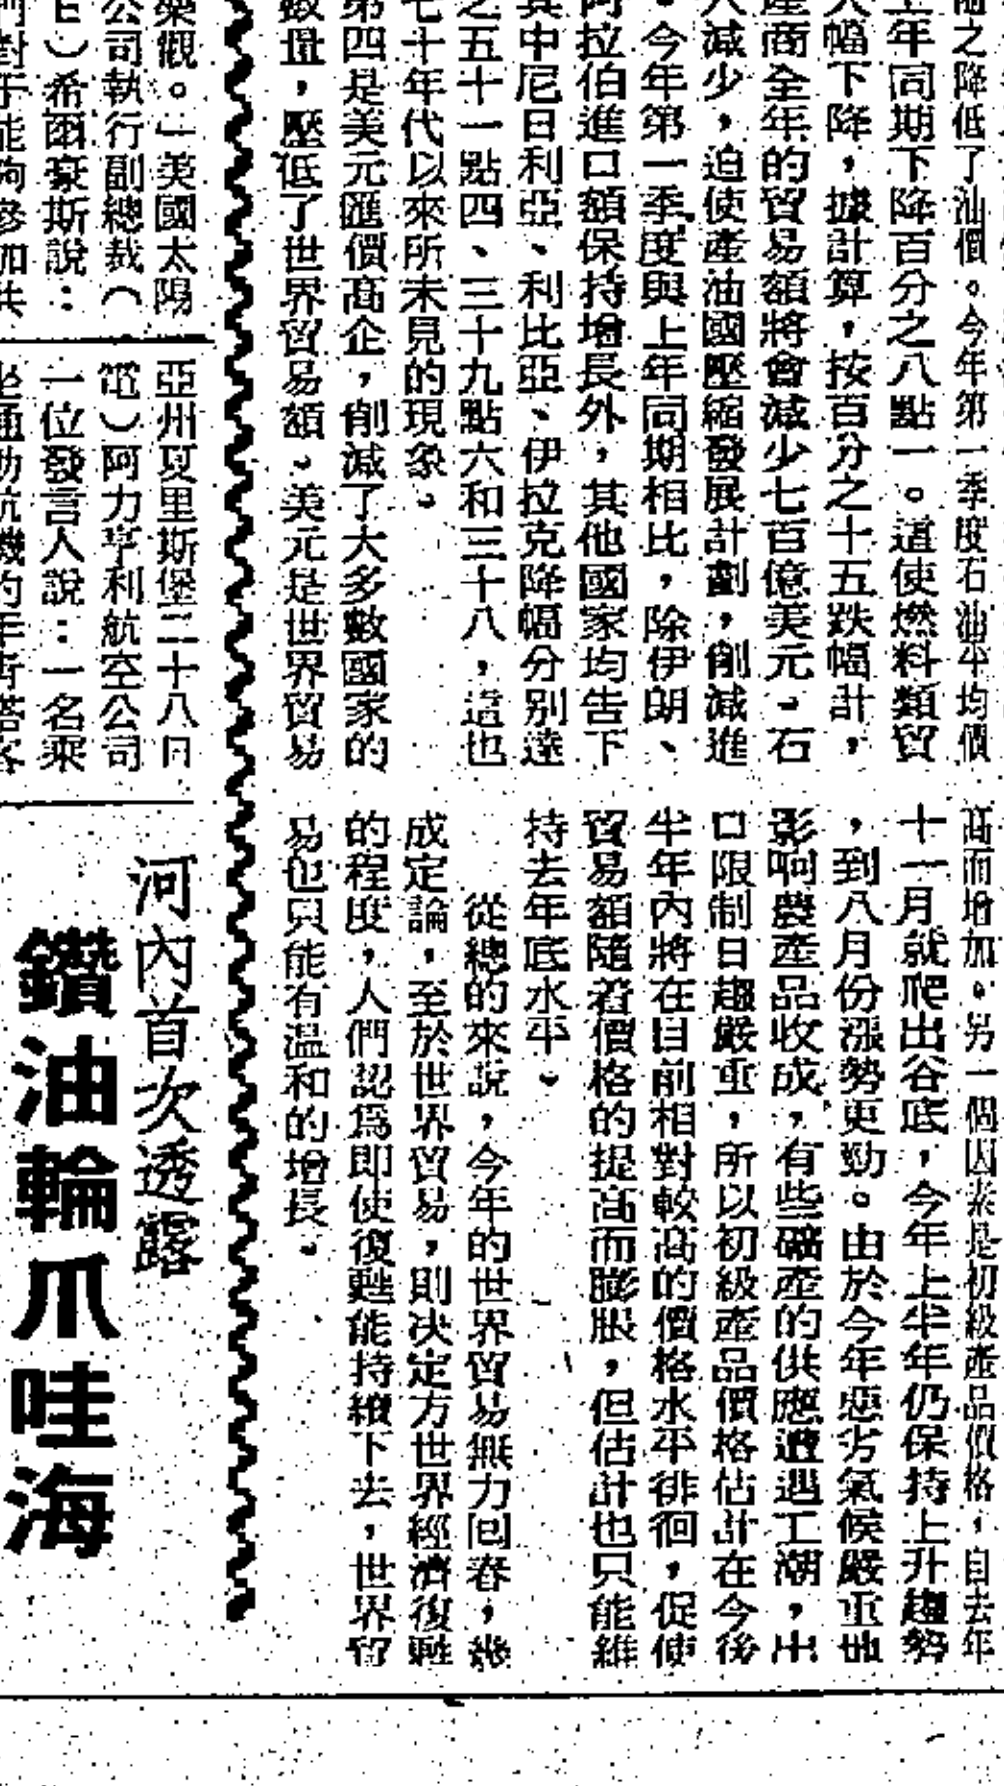 隨之降低了油價。今年第一季度石油平均價
上年同期下降百分之八點一。這使燃料類貿
大幅下降，據計算，按百分之十五跌幅計，
產商全年的貿易額將會減少七百億美元。石
入減少，迫使產油國壓縮發展計劃，削減進
。今年第一季度與上年同期相比，除伊朗、
阿拉伯進口額保持增長外，其他國家均告下
其中尼日利亞、利比亞、伊拉克降幅分別達
之五十一點四、三十九點六和三十八，這也
七十年代以來所未見的現象。
第四是美元匯價高企，削減了大多數國家的
數量，壓低了世界貿易額。美元是世界貿易
高而增加。另一個因素是初級產品價格，自去年
十一月就爬出谷底，今年上半年仍保持上升趨勢
，到八月份漲勢更勁。由於今年惡劣氣候嚴重地
影响農產品收成，有些礦產的供應遭遇工潮，出
口限制日趨嚴重，所以初級產品價格估計在今後
半年內將在目前相對較高的價格水平徘徊，促使
貿易額隨着價格的提高而膨脹，但估計也只能維
持去年底水平。
從總的來說，今年的世界貿易無力回春，幾
成定論，至於世界貿易，則決定方世界經濟復甦
的程度，人們認爲即使復甦能持續下去，世界貿
易也只能有温和的增長。
樂觀。」美國太陽
公司執行副總裁（
E）希爾豪斯說：
們對于能夠參加共
亞州夏里斯堡二十八日
電）阿力亨利航空公司
一位發言人說：一名乘
河內首次透露
鑽油輪爪哇海